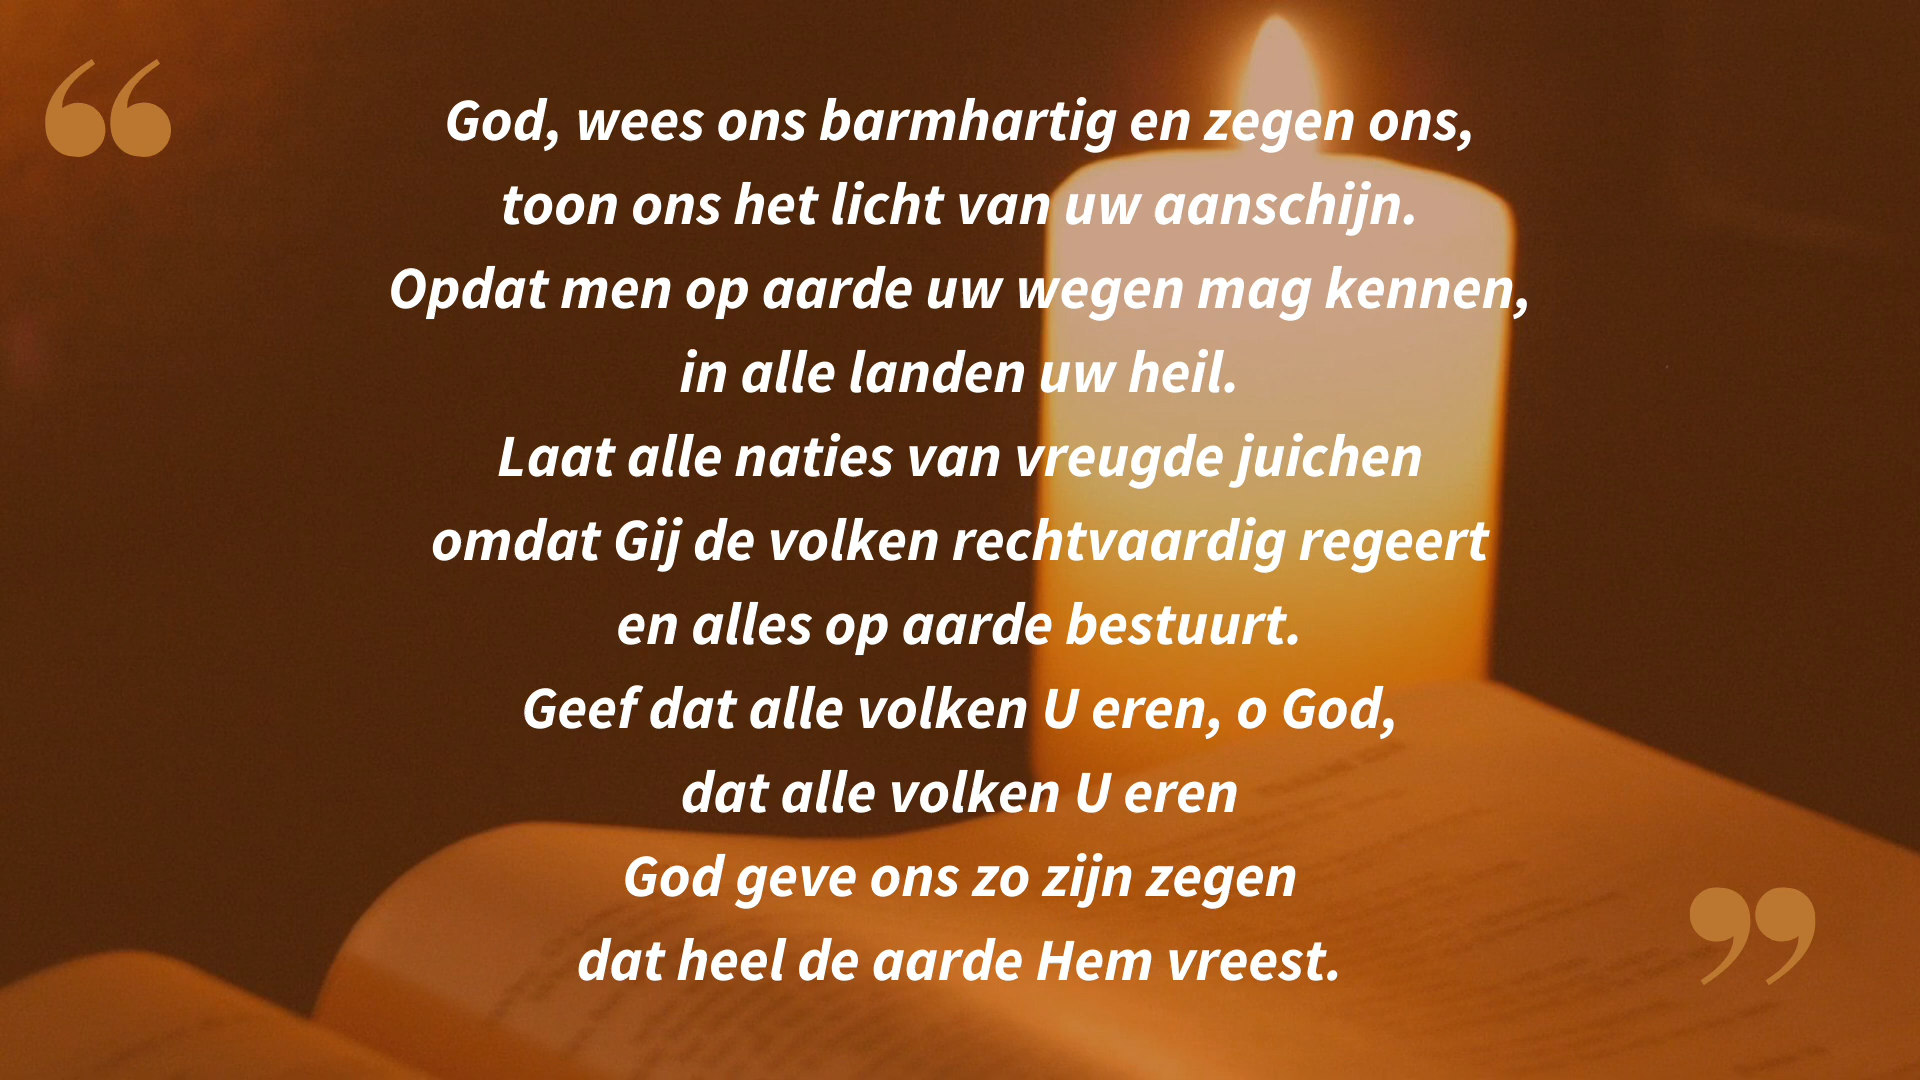 “
God, wees ons barmhartig en zegen ons,
toon ons het licht van uw aanschijn.
Opdat men op aarde uw wegen mag kennen,
in alle landen uw heil.
Laat alle naties van vreugde juichen
omdat Gij de volken rechtvaardig regeert
en alles op aarde bestuurt.
Geef dat alle volken U eren, o God,
dat alle volken U eren
God geve ons zo zijn zegen
dat heel de aarde Hem vreest.
”